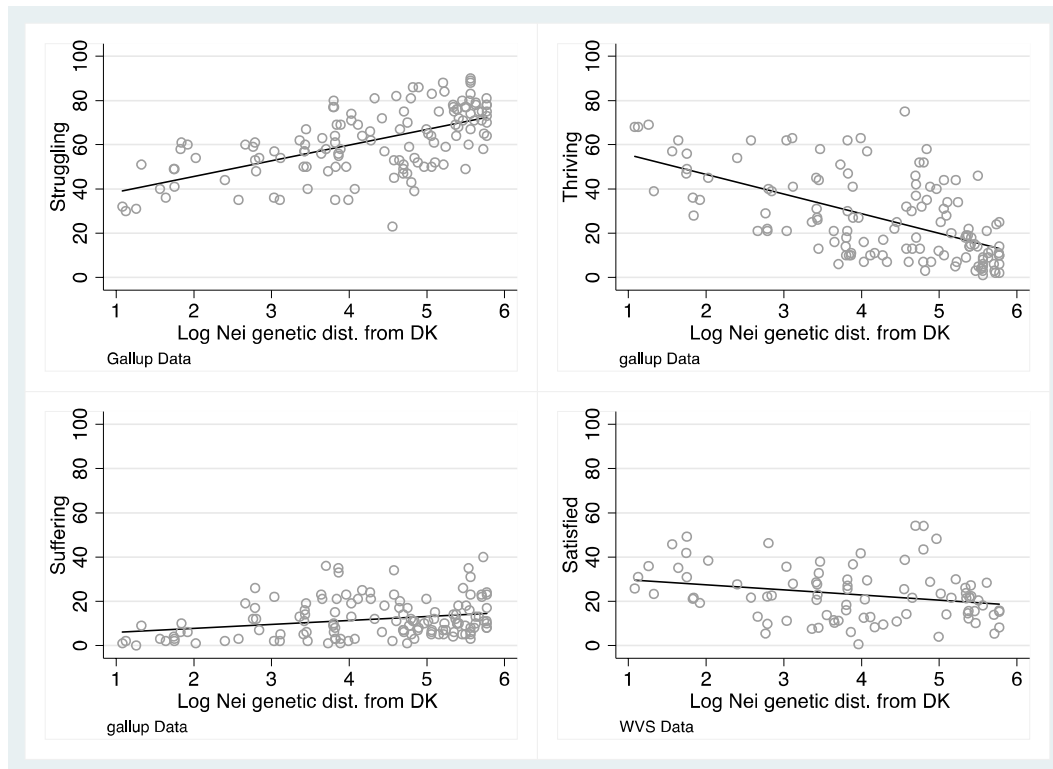 Struggling
0 20 40 60 80 100
1 2 3 4 5 6
Log Nei genetic dist. from DK
Gallup Data
Thriving
0 20 40 60 80 100
1 2 3 4 5 6
Log Nei genetic dist. from DK
gallup Data
Suffering
0 20 40 60 80 100
1 2 3 4 5 6
Log Nei genetic dist. from DK
gallup Data
Satisfied
0 20 40 60 80 100
1 2 3 4 5 6
Log Nei genetic dist. from DK
WVS Data